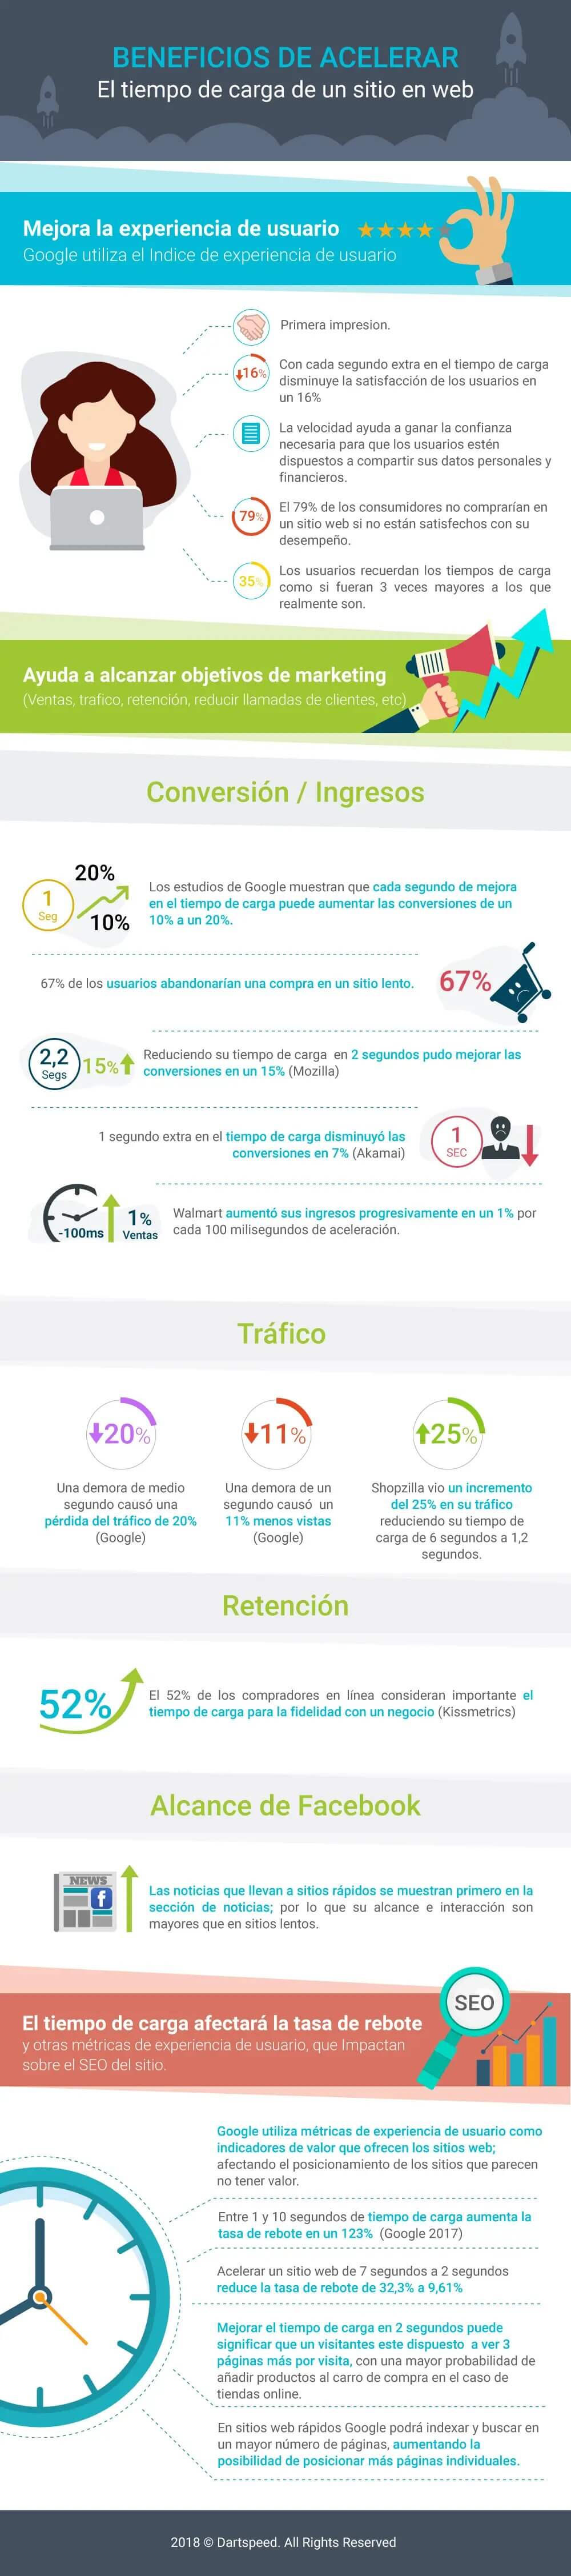 BENEFICIOS DE ACELERAR
El tiempo de carga de un sitio en web
Mejora la experiencia de usuario
Google utiliza el Indice de experiencia de usuario
Primera impresion.
16%
Con cada segundo extra en el tiempo de carga
disminuye la satisfacción de los usuarios en
un 16%
La velocidad ayuda a ganar la confianza
necesaria para que los usuarios estén
dispuestos a compartir sus datos personales y
financieros.
79%
El 79% de los consumidores no comprarían en
un sitio web si no están satisfechos con su
desempeño.
35%
Los usuarios recuerdan los tiempos de carga
como si fueran 3 veces mayores a los que
realmente son.
Ayuda a alcanzar objetivos de marketing
(Ventas, trafico, retención, reducir llamadas de clientes, etc)
Conversión / Ingresos
1
Seg
20%
10%
Los estudios de Google muestran que cada segundo de mejora
en el tiempo de carga puede aumentar las conversiones de un
10% a un 20%.
67% de los usuarios abandonarían una compra en un sitio lento.
67%
2,2
Segs
15%
Reduciendo su tiempo de carga en 2 segundos pudo mejorar las
conversiones en un 15% (Mozilla)
1 segundo extra en el tiempo de carga disminuyó las
conversiones en 7% (Akamai)
1
SEC
-100ms
1%
Ventas
Walmart aumentó sus ingresos progresivamente en un 1% por
cada 100 milisegundos de aceleración.
Tráfico
20%
Una demora de medio
segundo causó una
pérdida del tráfico de 20%
(Google)
11%
Una demora de un
segundo causó un
11% menos vistas
(Google)
25%
Shopzilla vio un incremento
del 25% en su tráfico
reduciendo su tiempo de
carga de 6 segundos a 1,2
segundos.
Retención
52%
El 52% de los compradores en línea consideran importante el
tiempo de carga para la fidelidad con un negocio (Kissmetrics)
Alcance de Facebook
NEWS
f
Las noticias que llevan a sitios rápidos se muestran primero en la
sección de noticias; por lo que su alcance e interacción son
mayores que en sitios lentos.
El tiempo de carga afectará la tasa de rebote
y otras métricas de experiencia de usuario, que Impactan
sobre el SEO del sitio.
SEO
Google utiliza métricas de experiencia de usuario como
indicadores de valor que ofrecen los sitios web;
afectando el posicionamiento de los sitios que parecen
no tener valor.
Entre 1 y 10 segundos de tiempo de carga aumenta la
tasa de rebote en un 123% (Google 2017)
Acelerar un sitio web de 7 segundos a 2 segundos
reduce la tasa de rebote de 32,3% a 9,61%
Mejorar el tiempo de carga en 2 segundos puede
significar que un visitantes este dispuesto a ver 3
páginas más por visita, con una mayor probabilidad de
añadir productos al carro de compra en el caso de
tiendas online.
En sitios web rápidos Google podrá indexar y buscar en
un mayor número de páginas, aumentando la
posibilidad de posicionar más páginas individuales.
2018 © Dartspeed. All Rights Reserved